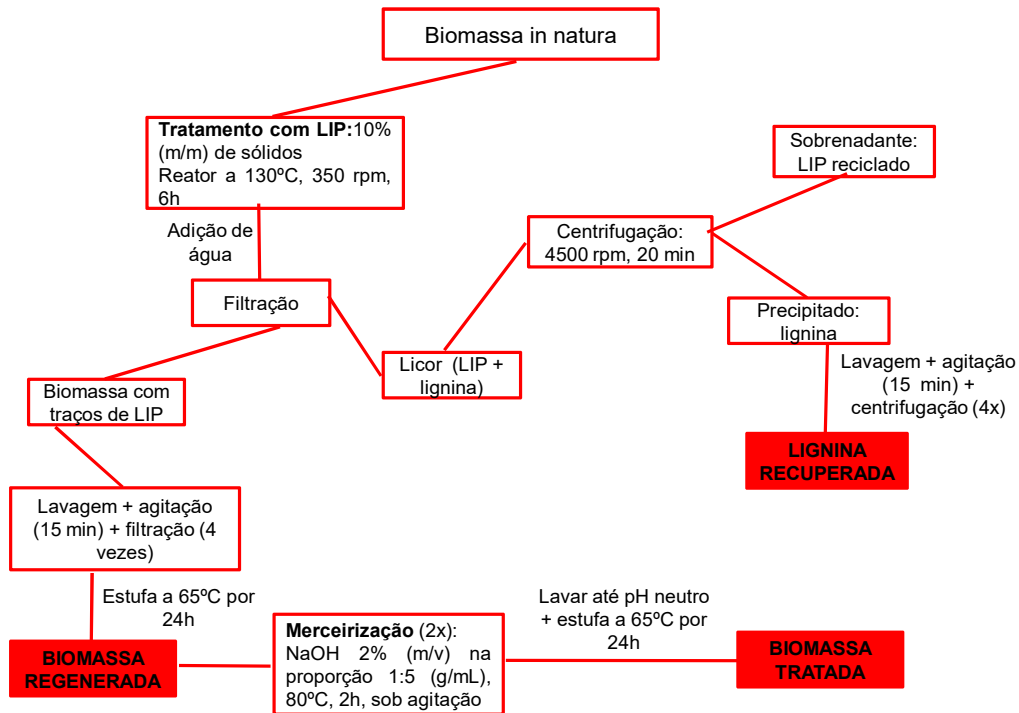 Biomassa in natura
Tratamento com LIP:10%
(m/m) de sólidos
Reator a 130ºC, 350 rpm,
6h
Adição de
água
Filtração
Licor (LIP +
lignina)
Centrifugação:
4500 rpm, 20 min
Sobrenadante:
LIP reciclado
Precipitado:
lignina
Lavagem + agitação
(15 min) +
centrifugação (4x)
LIGNINA
RECUPERADA
Biomassa com
traços de LIP
Lavagem + agitação
(15 min) + filtração (4
vezes)
Estufa a 65ºC por
24h
BIOMASSA
REGENERADA
Merceirização (2x):
NaOH 2% (m/v) na
proporção 1:5 (g/mL),
80ºC, 2h, sob agitação
Lavar até pH neutro
+ estufa a 65ºC por
24h
BIOMASSA
TRATADA